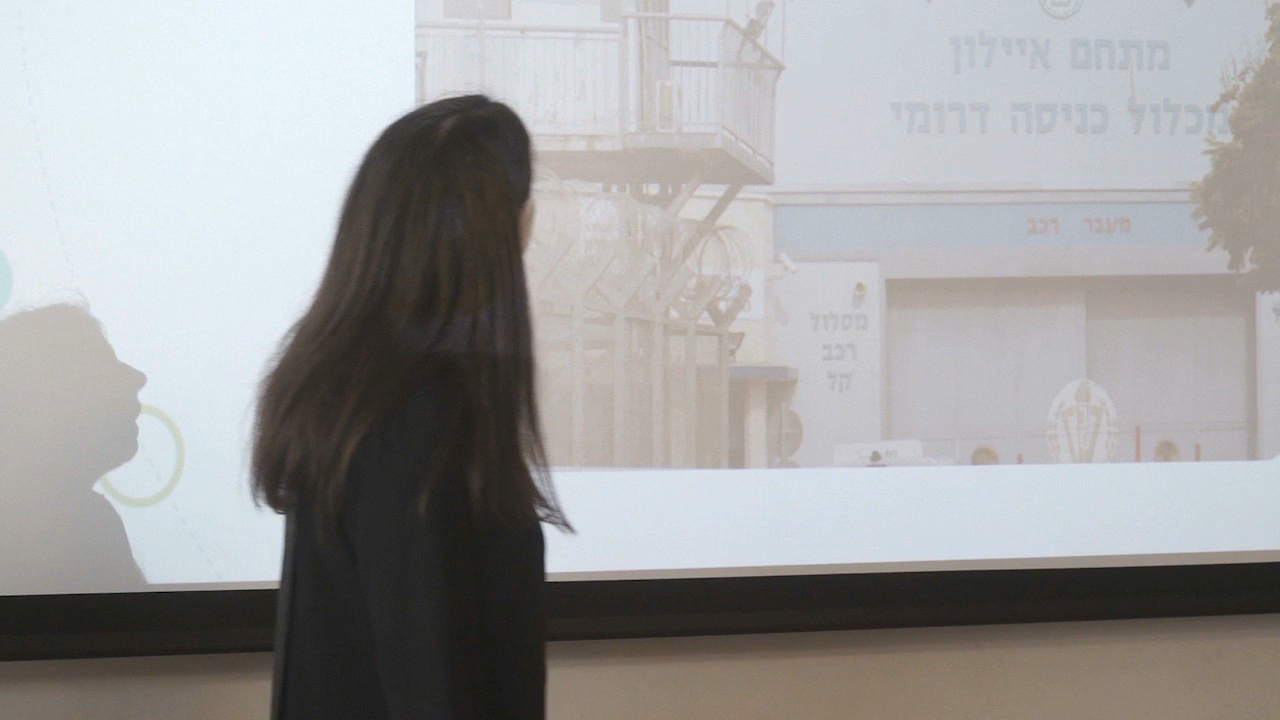 מתחם איילון
מכלול כניסה דרומי
מעבר רכב
מסלול
רכב
קל